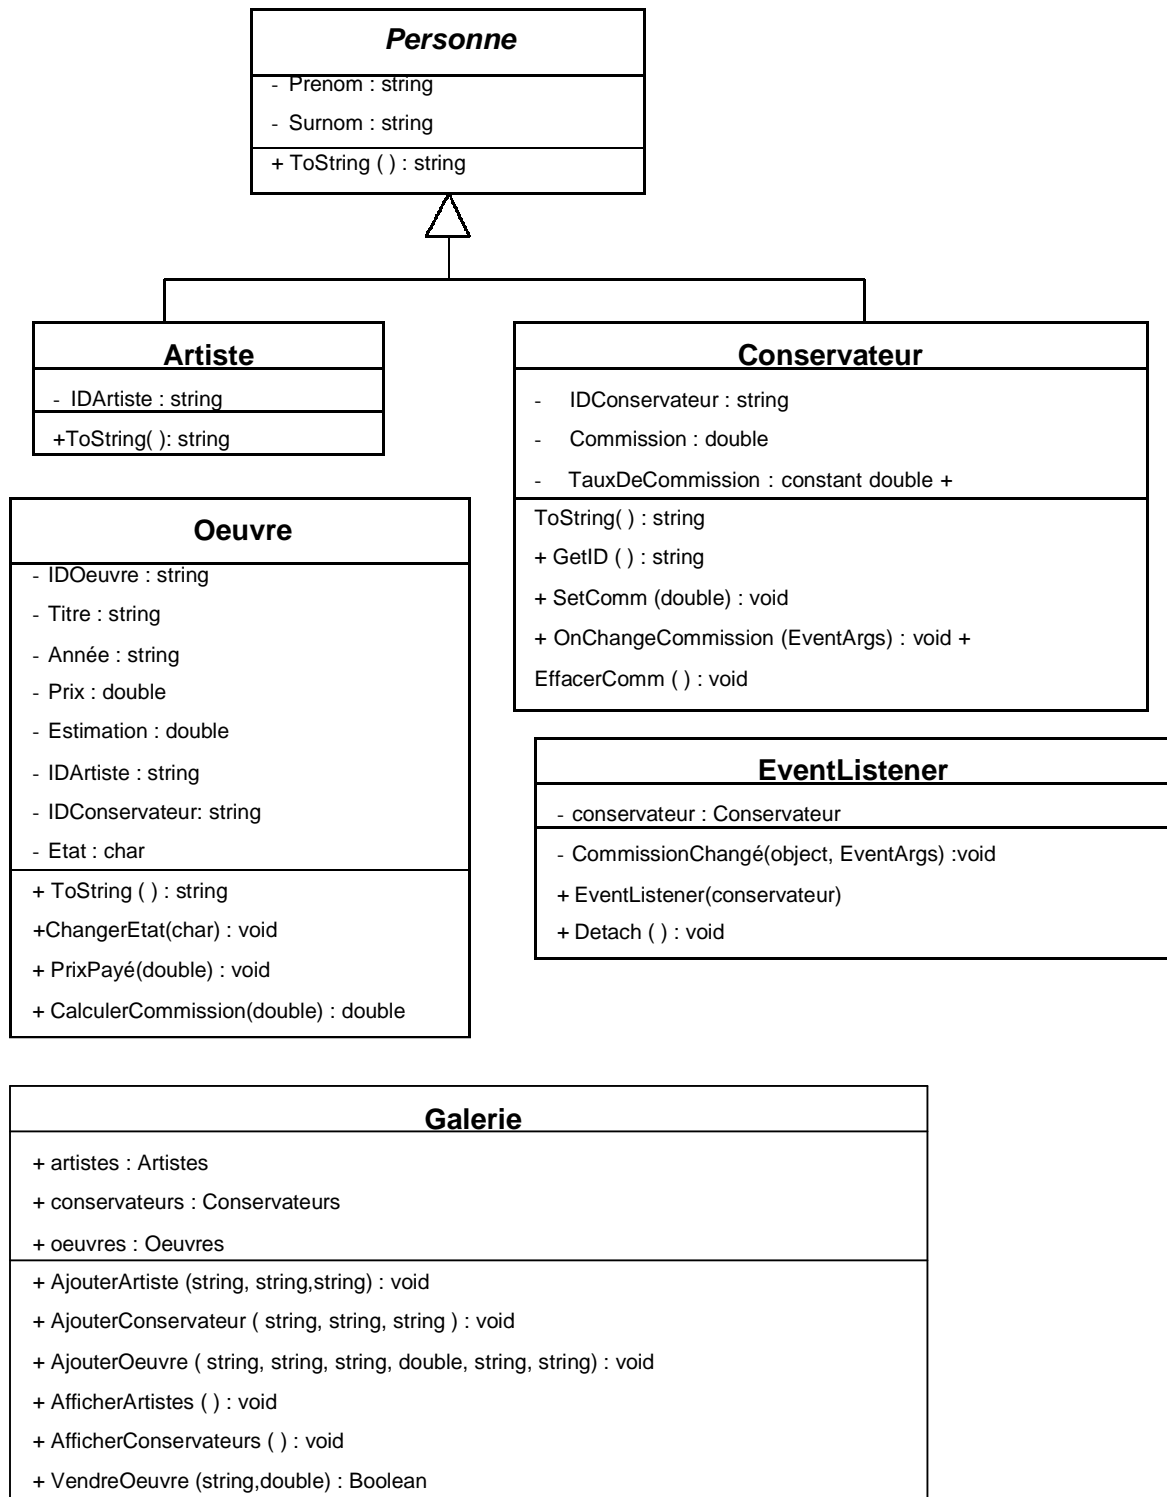 Personne
- Prenom : string
- Surnom : string
+ ToString ( ) : string
Artiste
- IDArtiste : string
+ToString( ): string
Conservateur
- IDConservateur : string
- Commission : double
- TauxDeCommission : constant double +
ToString( ) : string
+ GetID ( ) : string
+ SetComm (double) : void
+ OnChangeCommission (EventArgs) : void +
EffacerComm ( ) : void
Oeuvre
- IDOeuvre : string
- Titre : string
- Année : string
- Prix : double
- Estimation : double
- IDArtiste : string
- IDConservateur: string
- Etat : char
+ ToString ( ) : string
+ChangerEtat(char) : void
+ PrixPayé(double) : void
+ CalculerCommission(double) : double
EventListener
- conservateur : Conservateur
- CommissionChangé(object, EventArgs) :void
+ EventListener(conservateur)
+ Detach ( ) : void
Galerie
+ artistes : Artistes
+ conservateurs : Conservateurs
+ oeuvres : Oeuvres
+ AjouterArtiste (string, string,string) : void
+ AjouterConservateur ( string, string, string ) : void
+ AjouterOeuvre ( string, string, string, double, string, string) : void
+ AfficherArtistes ( ) : void
+ AfficherConservateurs ( ) : void
+ VendreOeuvre (string,double) : Boolean